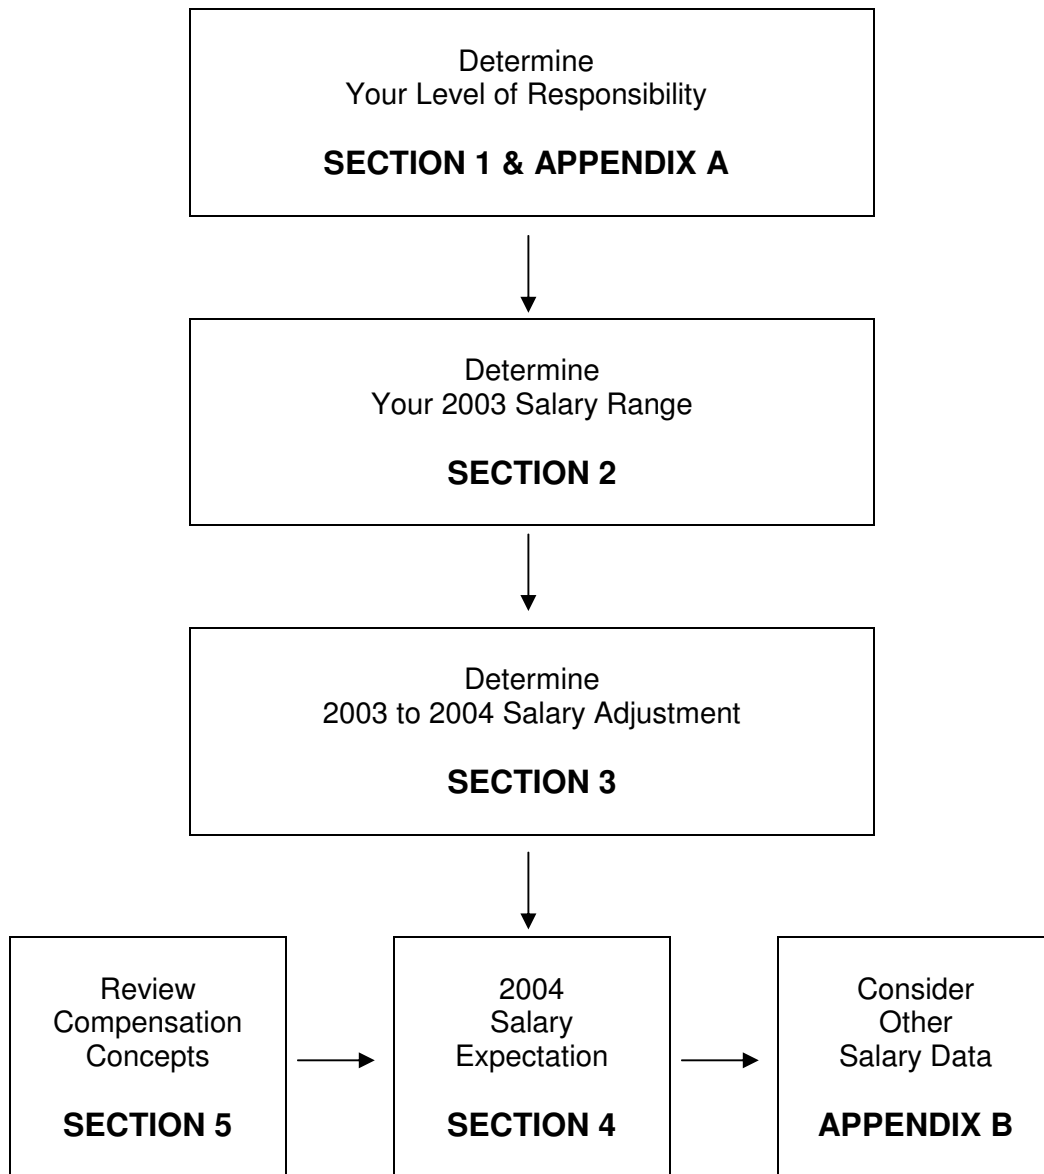 Determine
Your Level of Responsibility
SECTION 1 & APPENDIX A
Determine
Your 2003 Salary Range
SECTION 2
Determine
2003 to 2004 Salary Adjustment
SECTION 3
Review
Compensation
Concepts
SECTION 5
2004
Salary
Expectation
SECTION 4
Consider
Other
Salary Data
APPENDIX B